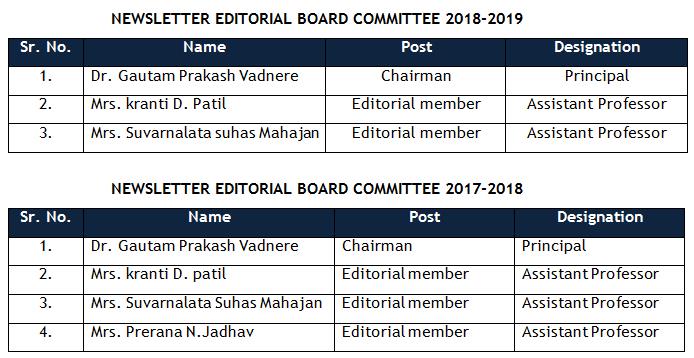 NEWSLETTER EDITORIAL BOARD COMMITTEE 2018-2019
Sr. No. Name Post Designation
1. Dr. Gautam Prakash Vadnere Chairman Principal
2. Mrs. kranti D. Patil Editorial member Assistant Professor
3. Mrs. Suvarnalata suhas Mahajan Editorial member Assistant Professor
NEWSLETTER EDITORIAL BOARD COMMITTEE 2017-2018
Sr. No. Name Post Designation
1. Dr. Gautam Prakash Vadnere Chairman Principal
2. Mrs. kranti D. patil Editorial member Assistant Professor
3. Mrs. Suvarnalata Suhas Mahajan Editorial member Assistant Professor
4. Mrs. Prerana N.Jadhav Editorial member Assistant Professor